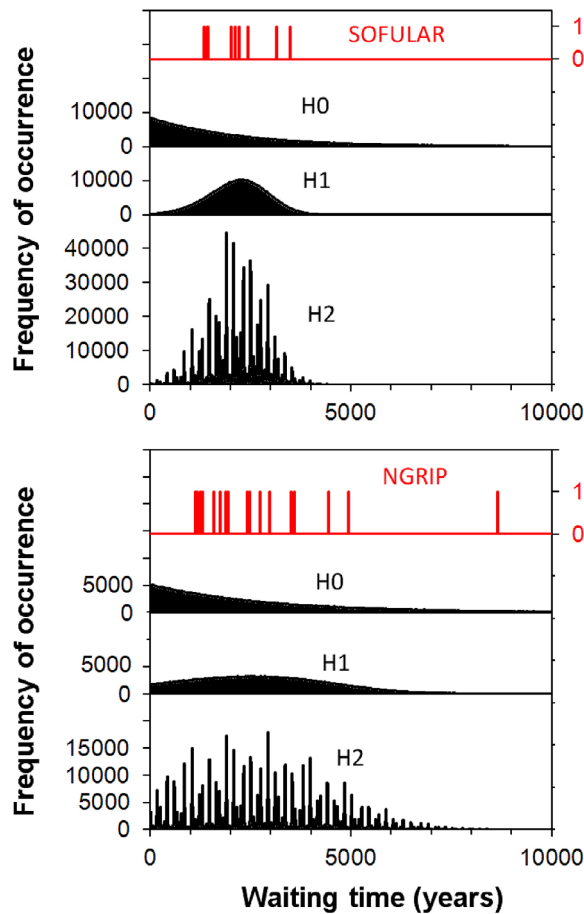 SOFULAR
1
0
Frequency of occurrence
H0
10000
0
H1
10000
0
H2
40000
30000
20000
10000
0
0 5000 10000
NGRIP
1
0
Frequency of occurrence
H0
5000
0
H1
5000
0
H2
15000
10000
5000
0
0 5000 10000
Waiting time (years)